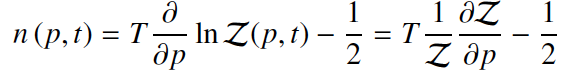 n (p, t) = T ∂/∂p ln 𝒵(p, t) − 1/2 = T 1/𝒵 ∂𝒵/∂p − 1/2